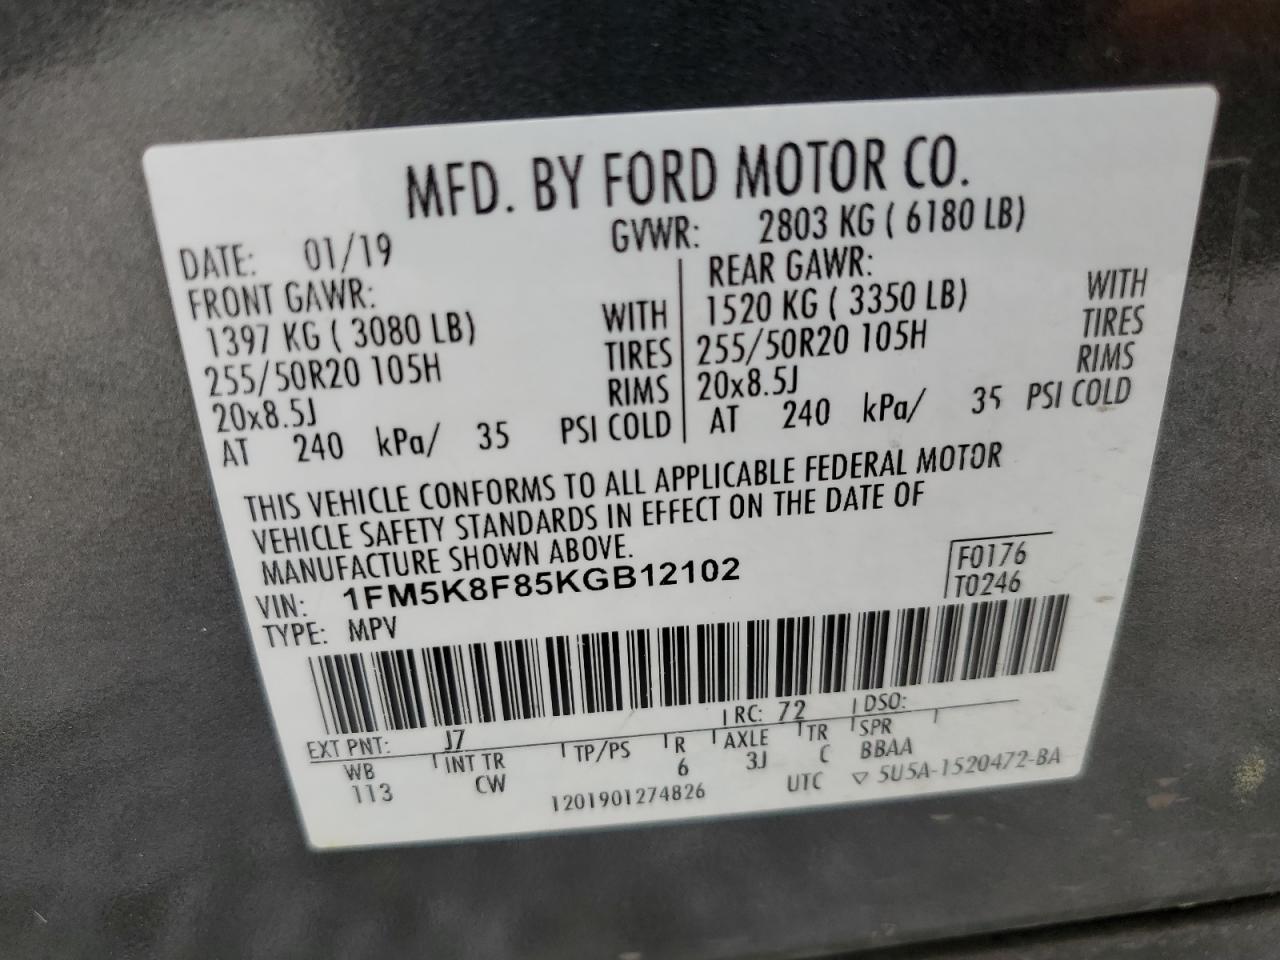 MFD. BY FORD MOTOR CO.
DATE: 01/19 GVWR: 2803 KG ( 6180 LB)
FRONT GAWR: REAR GAWR:
1397 KG ( 3080 LB) WITH 1520 KG ( 3350 LB) WITH
255/50R20 105H TIRES 255/50R20 105H TIRES
20x8.5J RIMS 20x8.5J RIMS
AT 240 kPa/ 35 PSI COLD AT 240 kPa/ 35 PSI COLD
THIS VEHICLE CONFORMS TO ALL APPLICABLE FEDERAL MOTOR
VEHICLE SAFETY STANDARDS IN EFFECT ON THE DATE OF
MANUFACTURE SHOWN ABOVE.
VIN: 1FM5K8F85KGB12102 F0176
TYPE: MPV T0246
EXT PNT: J7 RC: 72 DSO:
WB INT TR TP/PS R AXLE TR SPR
113 CW 6 3J C BBAA
1201901274826 UTC ▽ 5U5A-1520472-BA